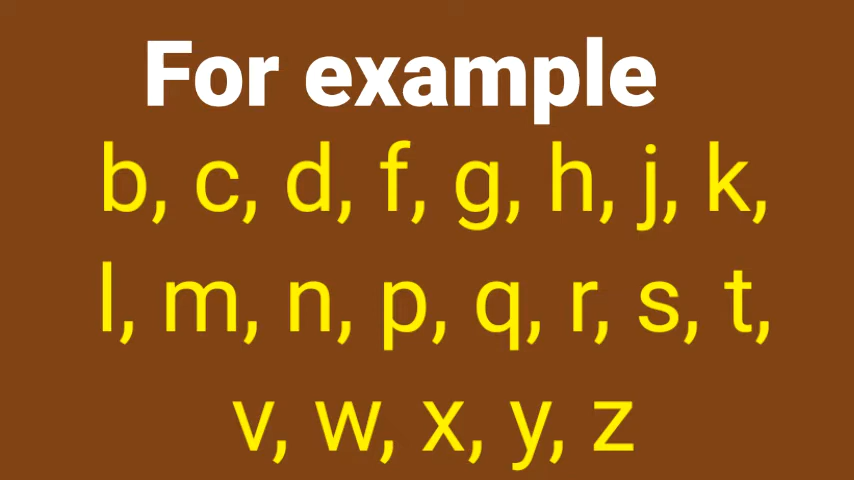 For example
b, c, d, f, g, h, j, k,
l, m, n, p, q, r, s, t,
v, w, x, y, z